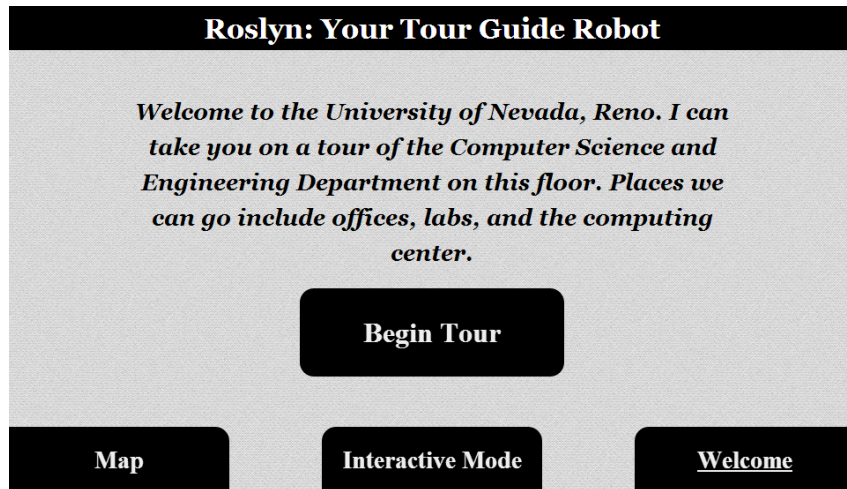 Roslyn: Your Tour Guide Robot
Welcome to the University of Nevada, Reno. I can
take you on a tour of the Computer Science and
Engineering Department on this floor. Places we
can go include offices, labs, and the computing
center.
Begin Tour
Map
Interactive Mode
Welcome